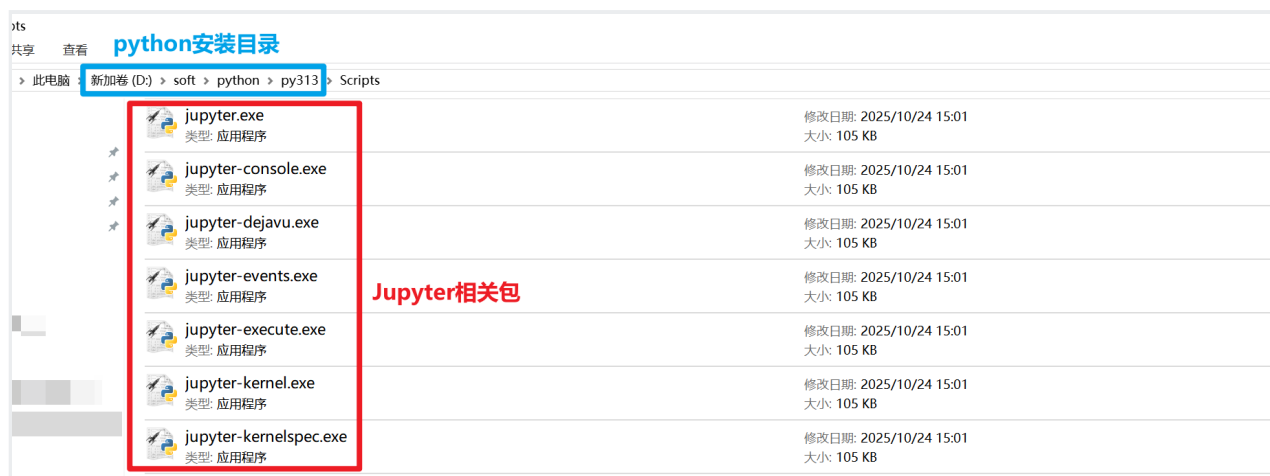 pts
共享 查看 python安装目录
此电脑 新加卷 (D:) soft python py313 Scripts
jupyter.exe 修改日期: 2025/10/24 15:01
类型: 应用程序 大小: 105 KB
jupyter-console.exe 修改日期: 2025/10/24 15:01
类型: 应用程序 大小: 105 KB
jupyter-dejavu.exe 修改日期: 2025/10/24 15:01
类型: 应用程序 大小: 105 KB
jupyter-events.exe 修改日期: 2025/10/24 15:01
类型: 应用程序 Jupyter相关包 大小: 105 KB
jupyter-execute.exe 修改日期: 2025/10/24 15:01
类型: 应用程序 大小: 105 KB
jupyter-kernel.exe 修改日期: 2025/10/24 15:01
类型: 应用程序 大小: 105 KB
jupyter-kernelspec.exe 修改日期: 2025/10/24 15:01
类型: 应用程序 大小: 105 KB